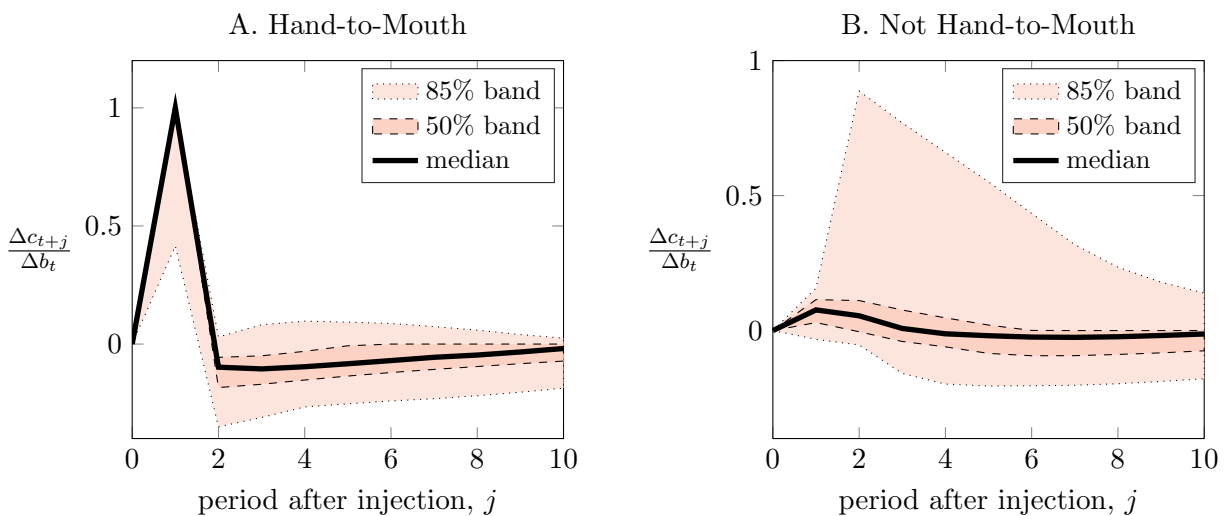 A. Hand-to-Mouth
85% band
50% band
median
1
0.5
0
Δc_{t+j}
Δb_t
0 2 4 6 8 10
period after injection, j
B. Not Hand-to-Mouth
85% band
50% band
median
1
0.5
0
Δc_{t+j}
Δb_t
0 2 4 6 8 10
period after injection, j